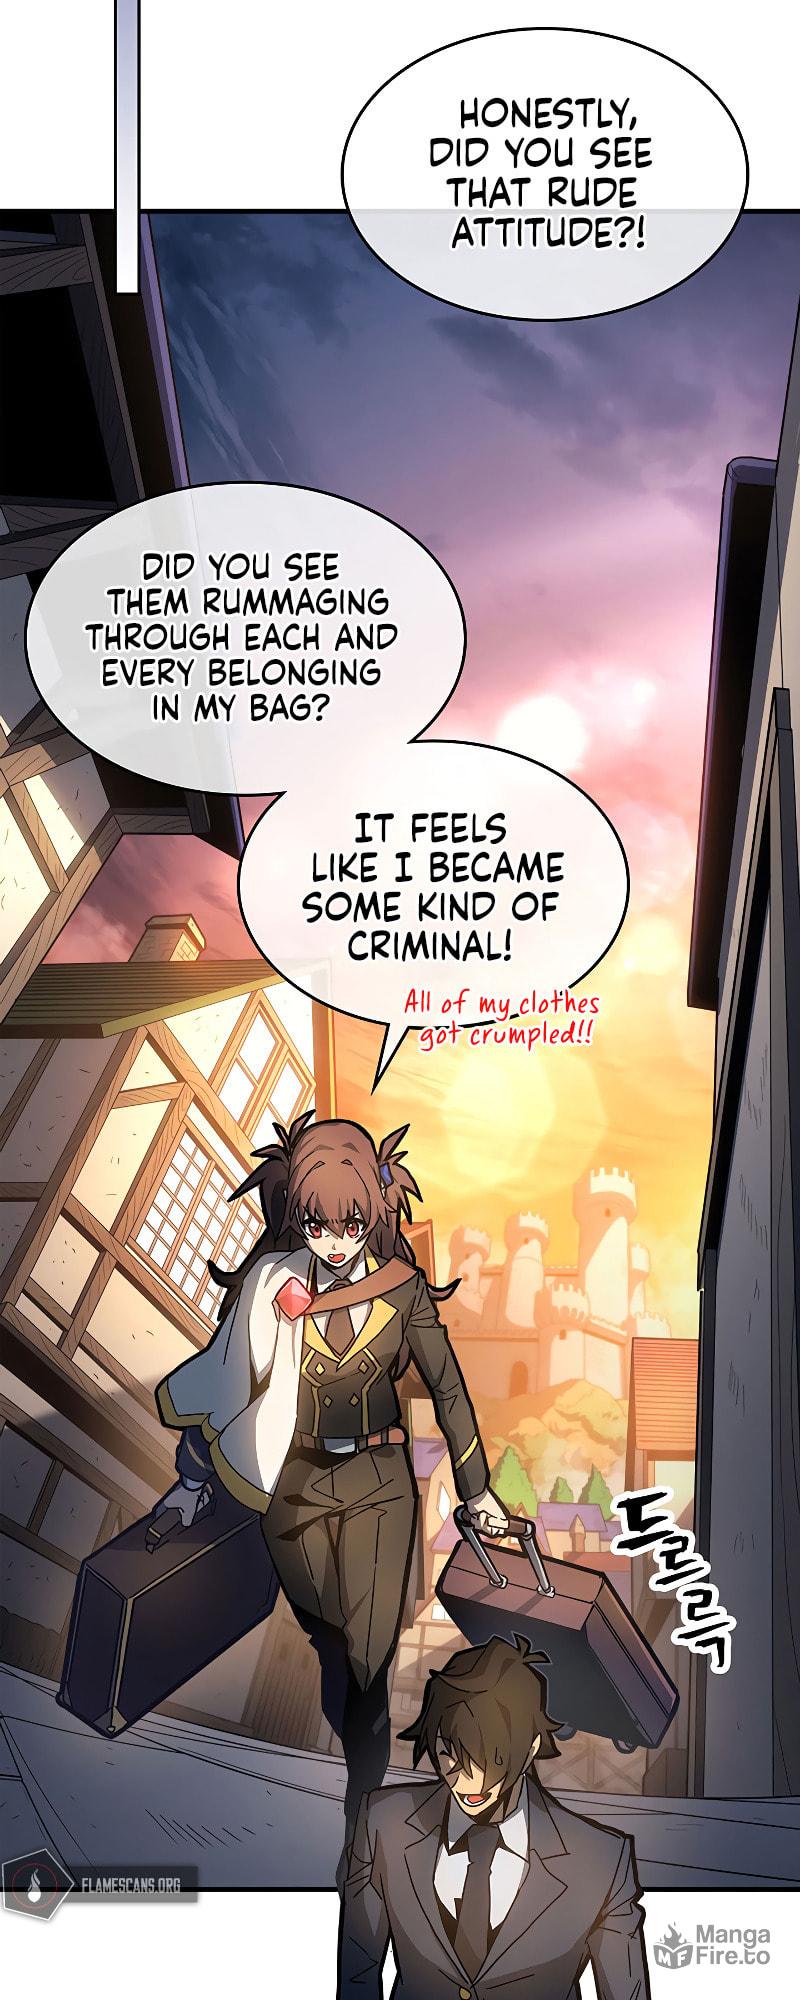 HONESTLY,
DID YOU SEE
THAT RUDE
ATTITUDE?!
DID YOU SEE
THEM RUMMAGING
THROUGH EACH AND
EVERY BELONGING
IN MY BAG?
IT FEELS
LIKE I BECAME
SOME KIND OF
CRIMINAL!
All of my clothes
got crumpled!!
드르륵
FLAMESCANS.ORG
Manga
MF Fire.to